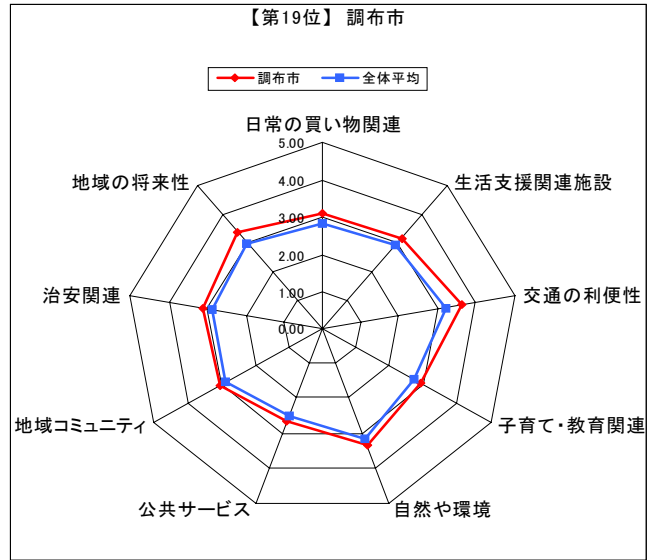 【第19位】 調布市
調布市 全体平均
日常の買い物関連
生活支援関連施設
交通の利便性
子育て・教育関連
自然や環境
公共サービス
地域コミュニティ
治安関連
地域の将来性
5.00
4.00
3.00
2.00
1.00
0.00